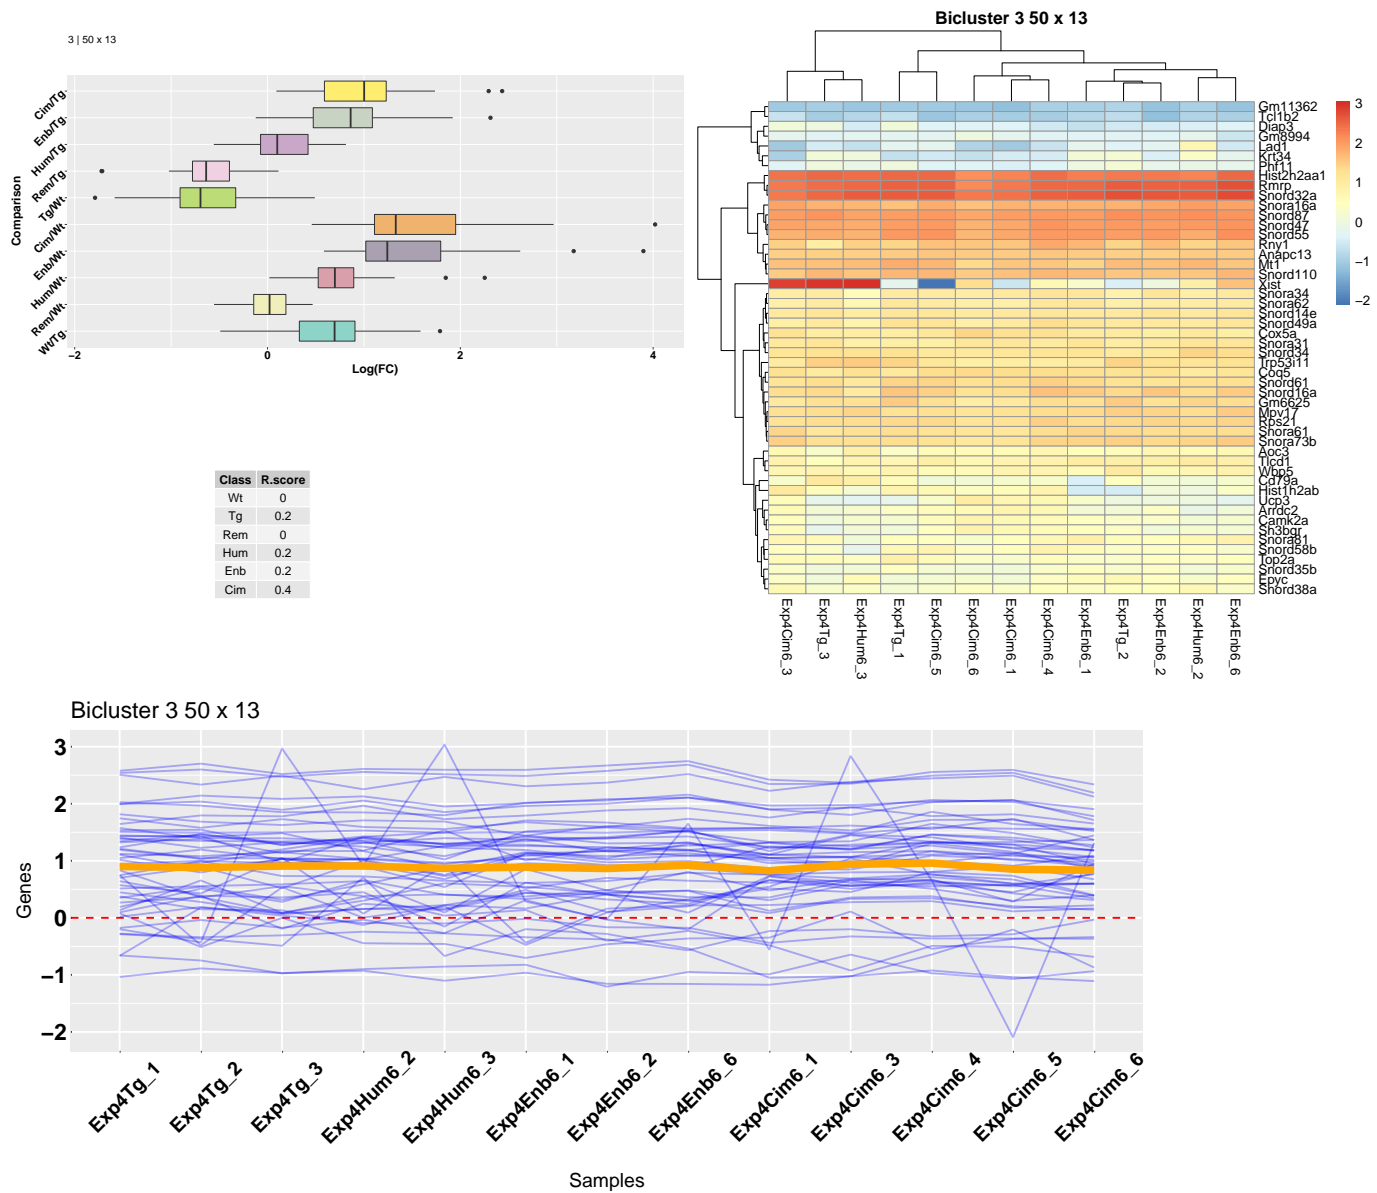 3 | 50 x 13
Comparison
Cim/Tg
Enb/Tg
Hum/Tg
Rem/Tg
Tg/Wt
Cim/Wt
Enb/Wt
Hum/Wt
Rem/Wt
Wt/Tg
−2 0 2 4
Log(FC)
Class R.score
Wt 0
Tg 0.2
Rem 0
Hum 0.2
Enb 0.2
Cim 0.4
Bicluster 3 50 x 13
Gm11362
Tcl1b2
Diap3
Gm8994
Lad1
Krt34
Phf11
Hist2h2aa1
Rmrp
Snord32a
Snora16a
Snord87
Snord47
Snord55
Rny1
Anapc13
Mt1
Snord110
Xist
Snora34
Snora62
Snord14e
Snord49a
Cox5a
Snora31
Snord34
Trp53i11
Coq5
Snord61
Snord16a
Gm6625
Mpv17
Rps21
Snora61
Snora73b
Aoc3
Tlcd1
Wbp5
Cd79a
Hist1h2ab
Ucp3
Arrdc2
Camk2a
Sh3bgr
Snora81
Snord58b
Top2a
Snord35b
Epyc
Snord38a
3
2
1
0
−1
−2
Exp4Cim6_3
Exp4Tg_3
Exp4Hum6_3
Exp4Tg_1
Exp4Cim6_5
Exp4Cim6_6
Exp4Cim6_1
Exp4Cim6_4
Exp4Enb6_1
Exp4Tg_2
Exp4Enb6_2
Exp4Hum6_2
Exp4Enb6_6
Bicluster 3 50 x 13
Genes
3
2
1
0
−1
−2
Exp4Tg_1
Exp4Tg_2
Exp4Tg_3
Exp4Hum6_2
Exp4Hum6_3
Exp4Enb6_1
Exp4Enb6_2
Exp4Enb6_6
Exp4Cim6_1
Exp4Cim6_3
Exp4Cim6_4
Exp4Cim6_5
Exp4Cim6_6
Samples